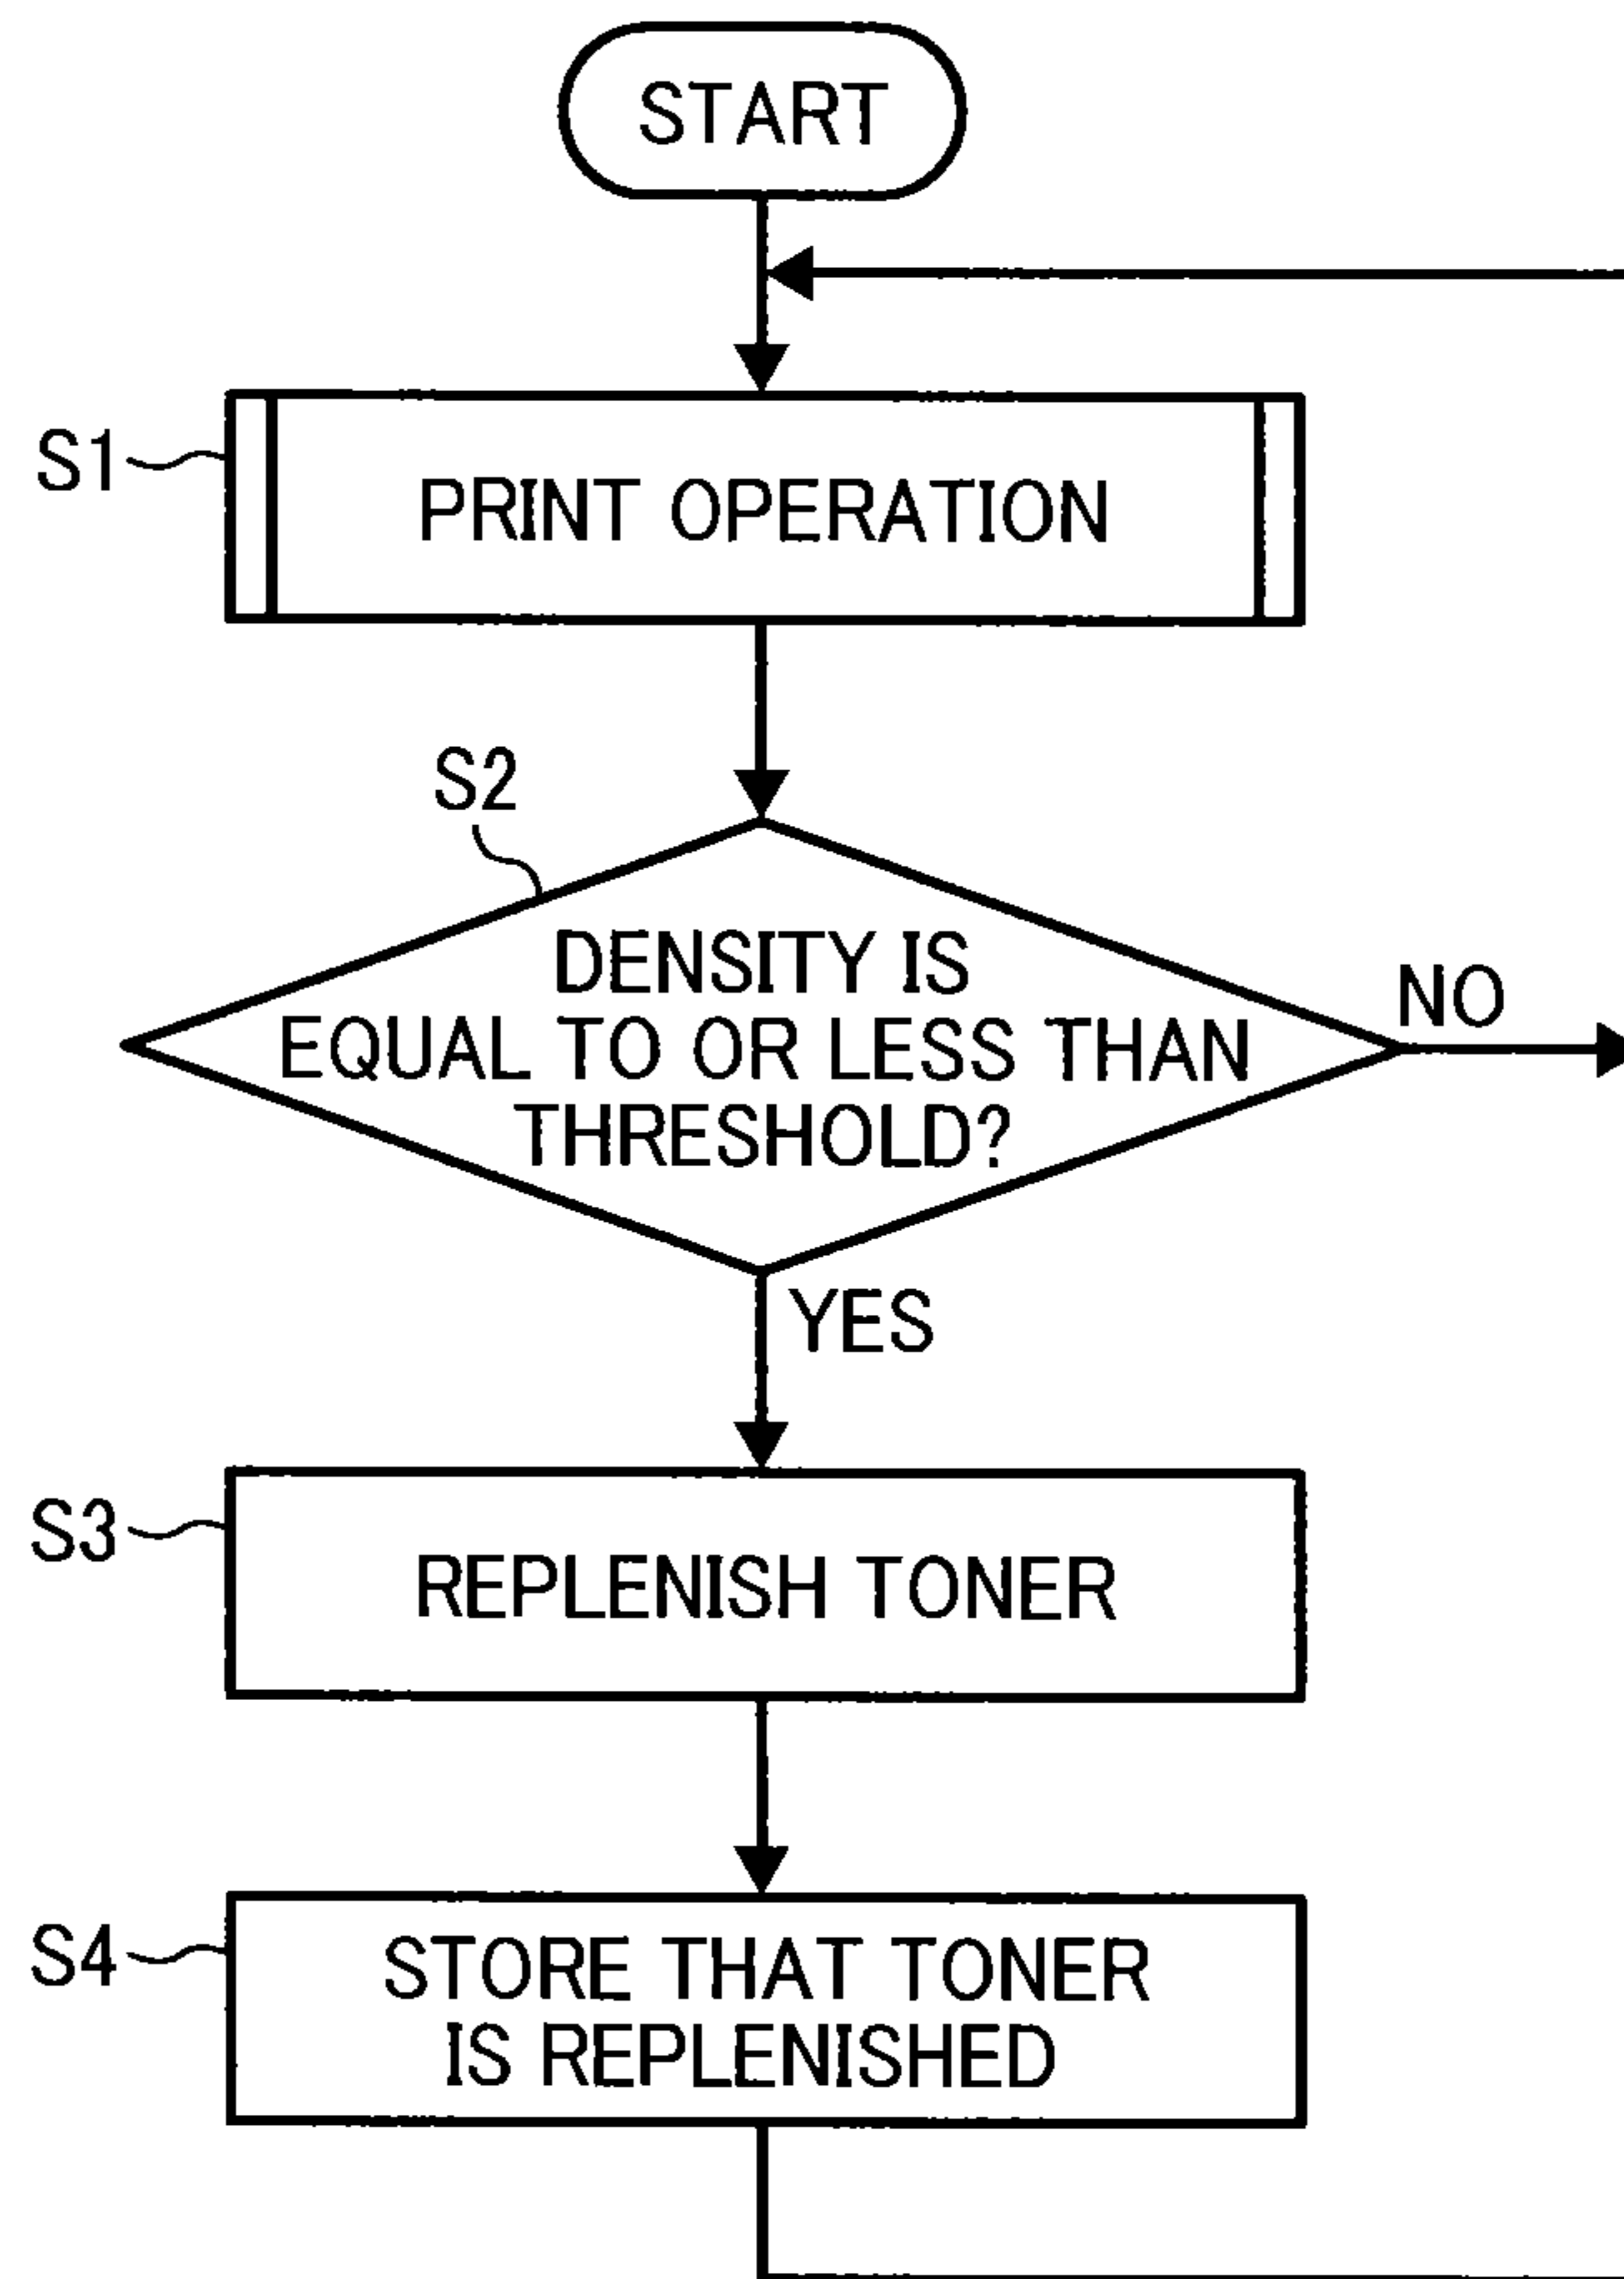 START
S1
PRINT OPERATION
S2
DENSITY IS
EQUAL TO OR LESS THAN
THRESHOLD?
NO
YES
S3
REPLENISH TONER
S4
STORE THAT TONER
IS REPLENISHED